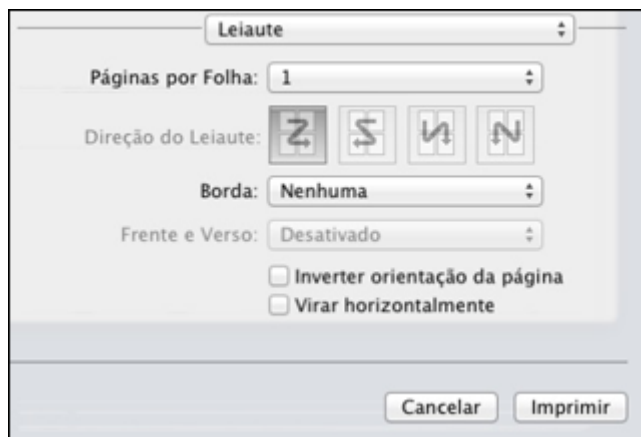 Leiaute
Páginas por Folha: 1
Direção do Leiaute:
Borda: Nenhuma
Frente e Verso: Desativado
Inverter orientação da página
Virar horizontalmente
Cancelar Imprimir